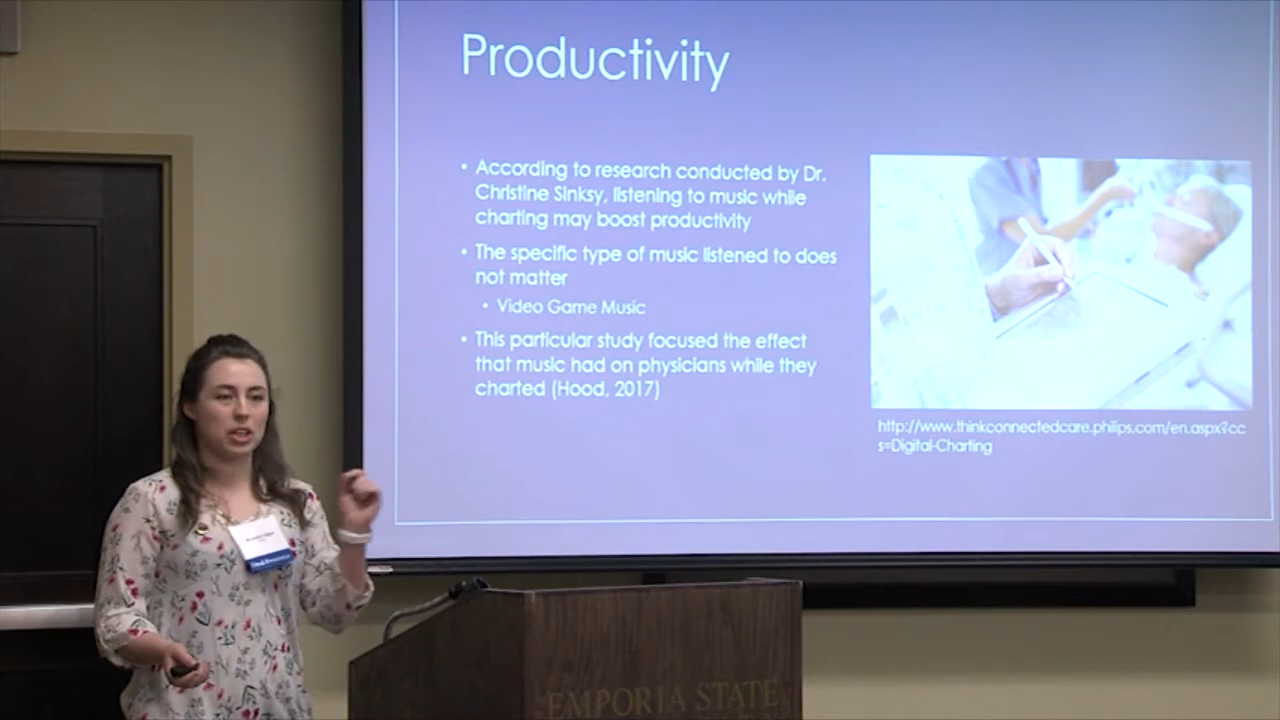 Productivity
• According to research conducted by Dr.
Christine Sinksy, listening to music while
charting may boost productivity
• The specific type of music listened to does
not matter
• Video Game Music
• This particular study focused the effect
that music had on physicians while they
charted (Hood, 2017)
http://www.thinkconnectedcare.philips.com/en.aspx?cc
s=Digital-Charting
EMPORIA STATE